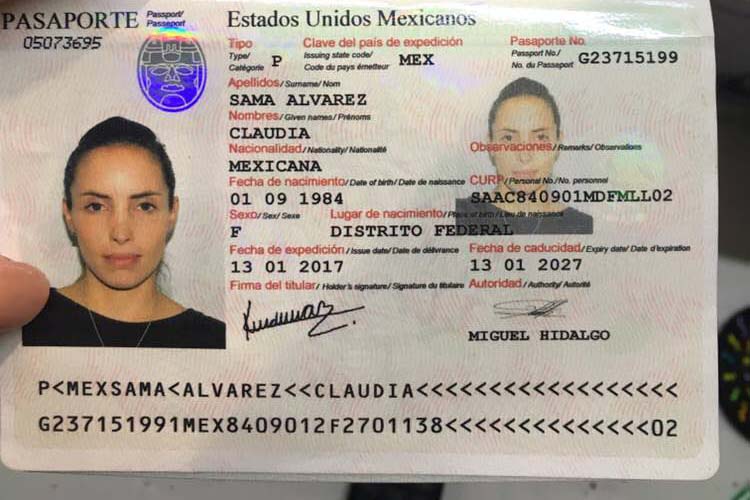 PASAPORTE Passport/ Passeport Estados Unidos Mexicanos
05073695
Tipo Clave del país de expedición Pasaporte No.
Type/ Issuing state code/ Passport No./
Catégorie P Code du pays émetteur MEX No. du Passeport G23715199
Apellidos/ Surname/ Nom
SAMA ALVAREZ
Nombres/ Given names/ Prénoms
CLAUDIA
Nacionalidad/ Nationality/ Nationalité Observaciones/ Remarks/ Observations
MEXICANA
Fecha de nacimiento/ Date of birth/ Date de naissance CURP/ Personal No./No. personnel
01 09 1984 SAAC840901MDFMLL02
Sexo/ Sex/ Sexe Lugar de nacimiento/ Place of birth/ Lieu de naissance
F DISTRITO FEDERAL
Fecha de expedición/ Issue date/ Date de délivrance Fecha de caducidad/ Expiry date/ Date d'expiration
13 01 2017 13 01 2027
Firma del titular/ Holder's signature/ Signature du titulaire Autoridad/ Authority/ Autorité
MIGUEL HIDALGO
P<MEXSAMA<ALVAREZ<<CLAUDIA<<<<<<<<<<<<<<<<<<
G237151991MEX8409012F2701138<<<<<<<<<<<<<<02